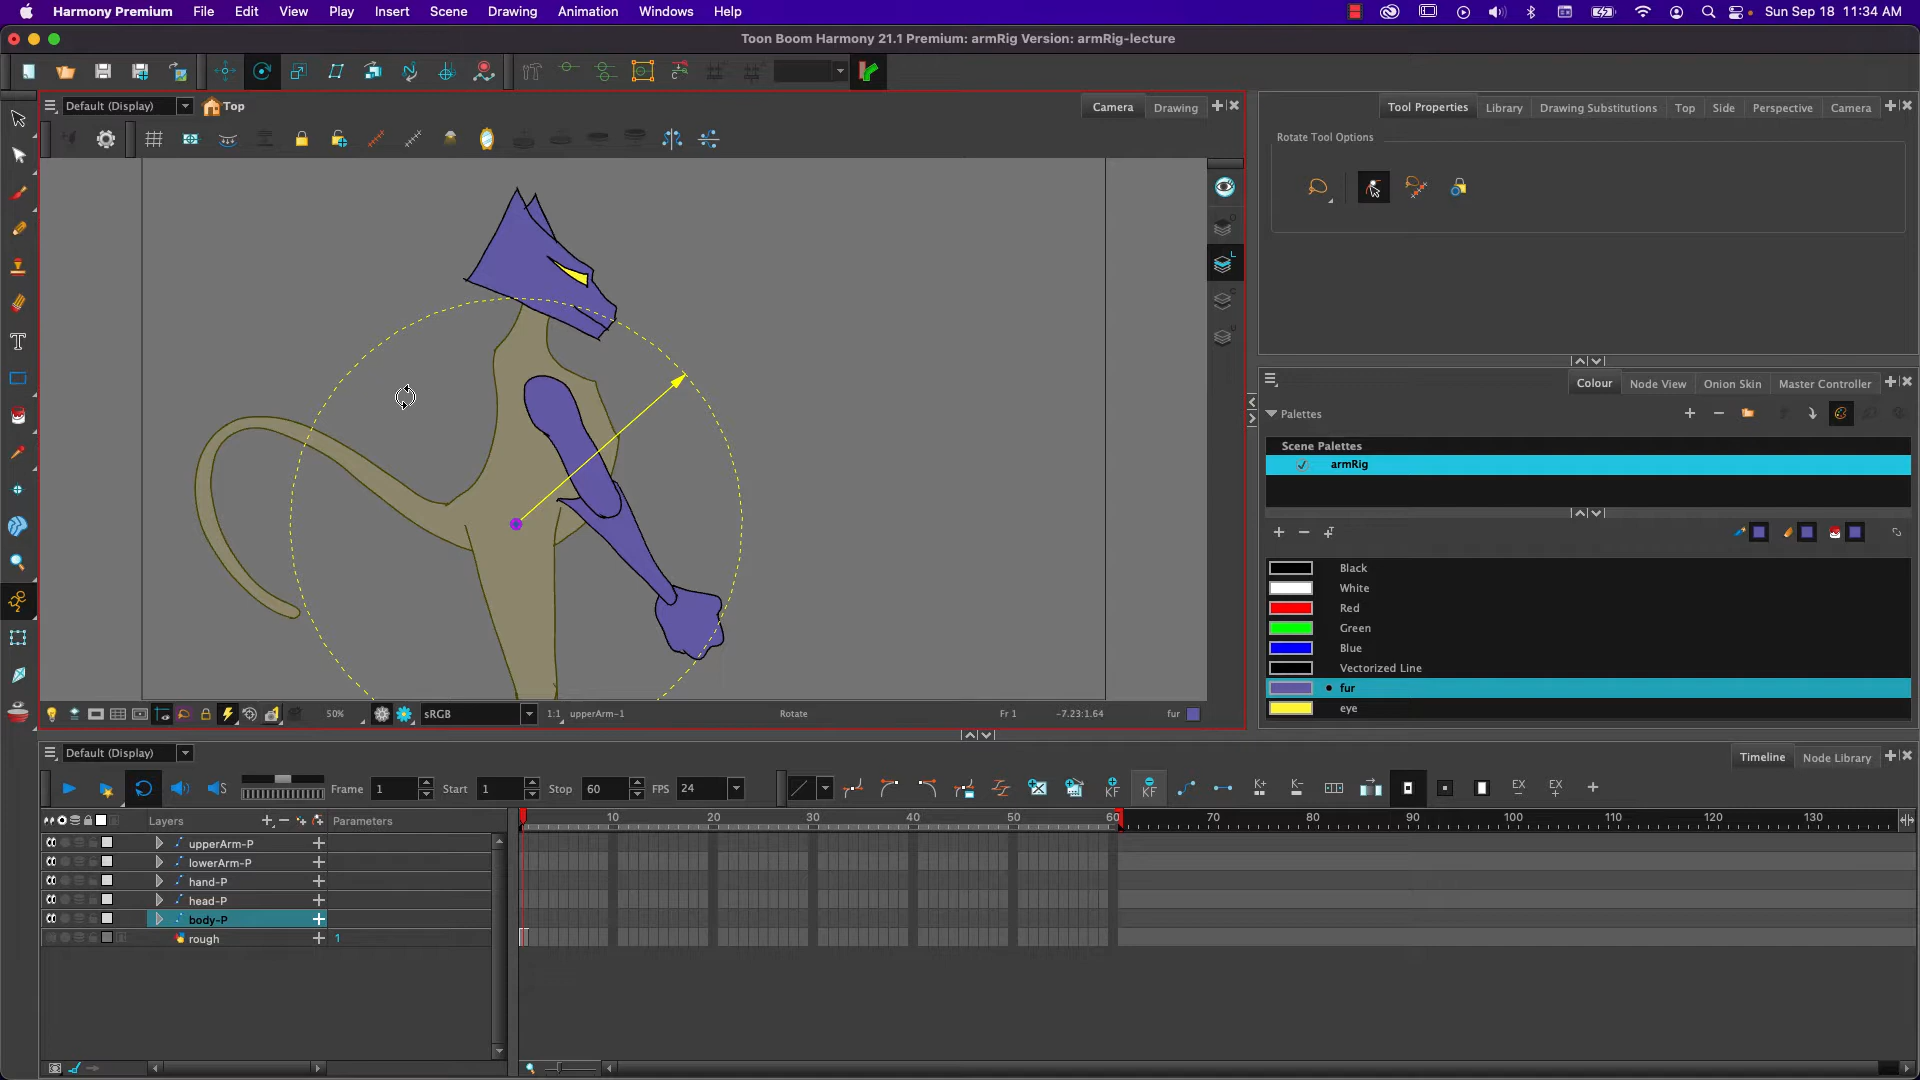 Harmony Premium File Edit View Play Insert Scene Drawing Animation Windows Help Sun Sep 18 11:34 AM
Toon Boom Harmony 21.1 Premium: armRig Version: armRig-lecture
Default (Display) Top Camera Drawing
Tool Properties Library Drawing Substitutions Top Side Perspective Camera
Rotate Tool Options
Colour Node View Onion Skin Master Controller
Palettes
Scene Palettes
armRig
Black
White
Red
Green
Blue
Vectorized Line
fur
eye
50% sRGB 1:1 upperArm-1 Rotate Fr 1 -7.23:1.64 fur
Default (Display) Timeline Node Library
Frame 1 Start 1 Stop 60 FPS 24 KF KF K+ K- EX EX
Layers Parameters 10 20 30 40 50 60 70 80 90 100 110 120 130
upperArm-P
lowerArm-P
hand-P
head-P
body-P
rough 1